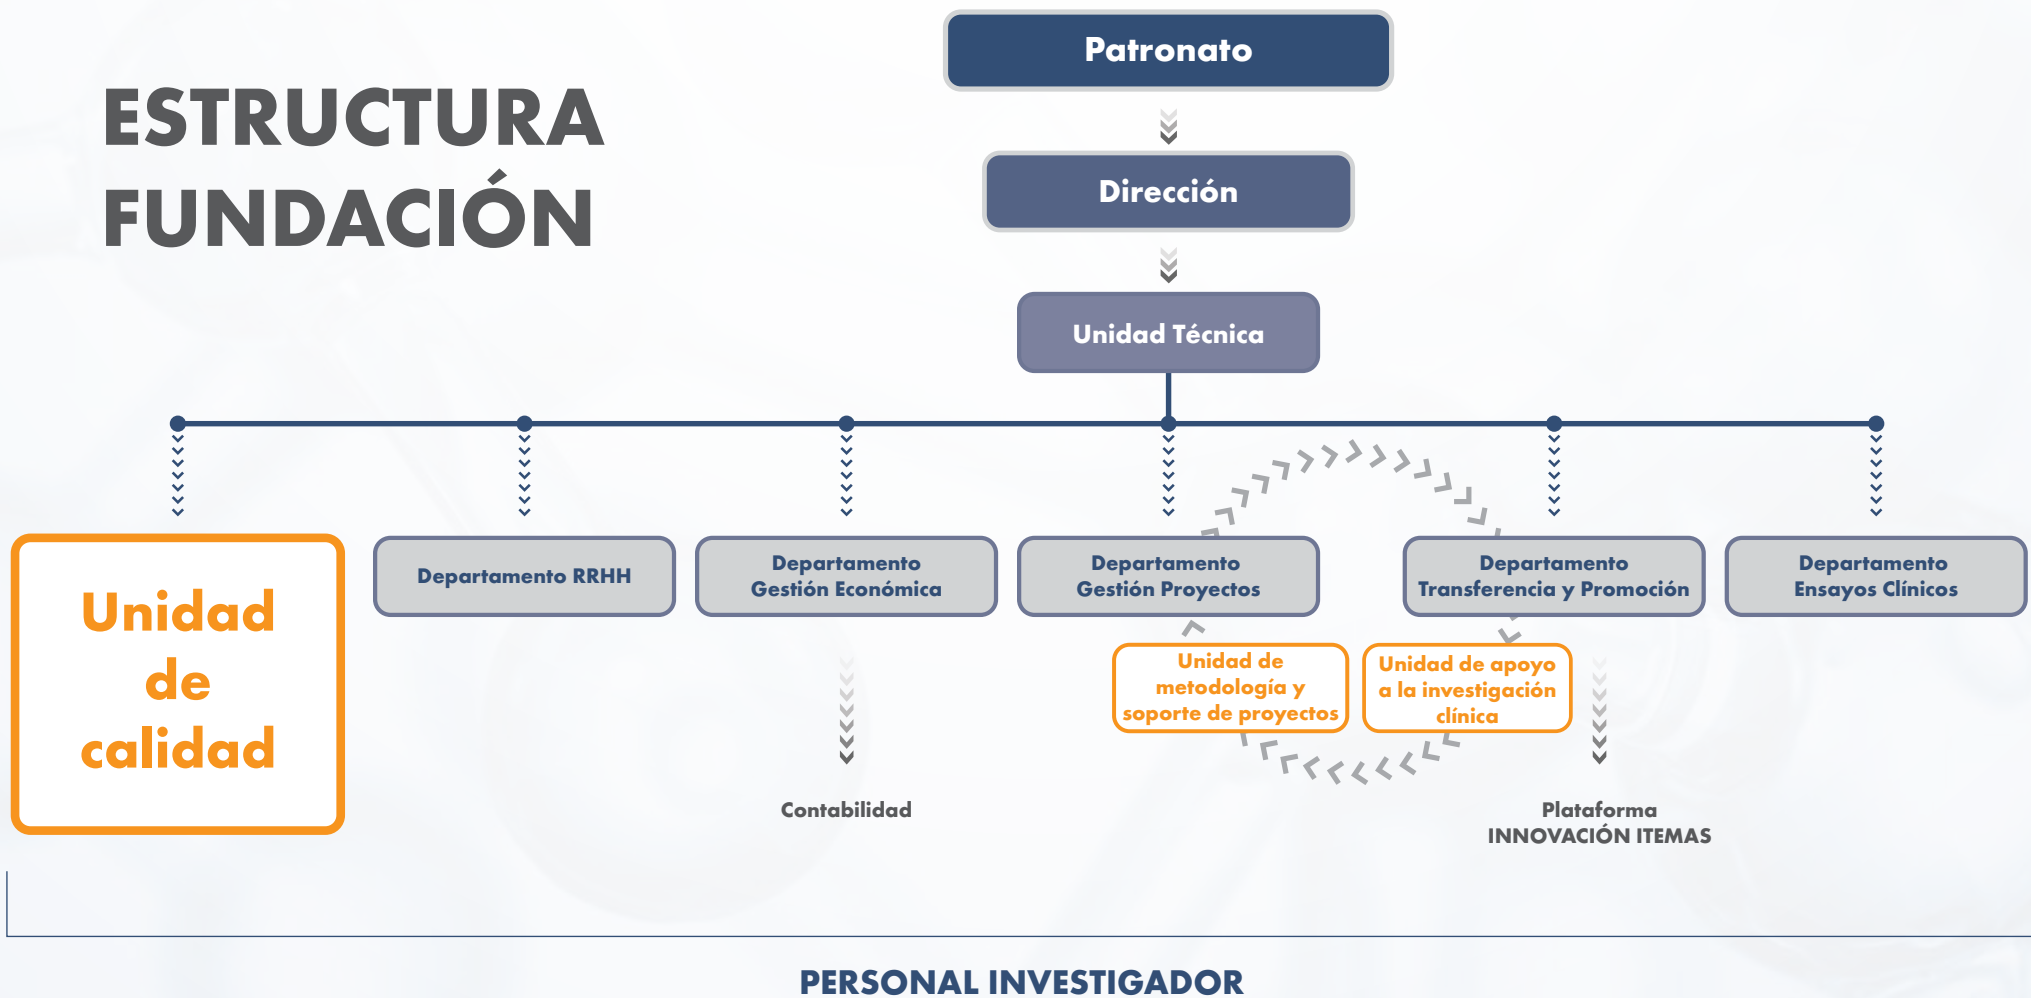 ESTRUCTURA
FUNDACIÓN
Patronato
Dirección
Unidad Técnica
Unidad
de
calidad
Departamento RRHH
Departamento
Gestión Económica
Departamento
Gestión Proyectos
Departamento
Transferencia y Promoción
Departamento
Ensayos Clínicos
Unidad de
metodología y
soporte de proyectos
Unidad de apoyo
a la investigación
clínica
Contabilidad
Plataforma
INNOVACIÓN ITEMAS
PERSONAL INVESTIGADOR